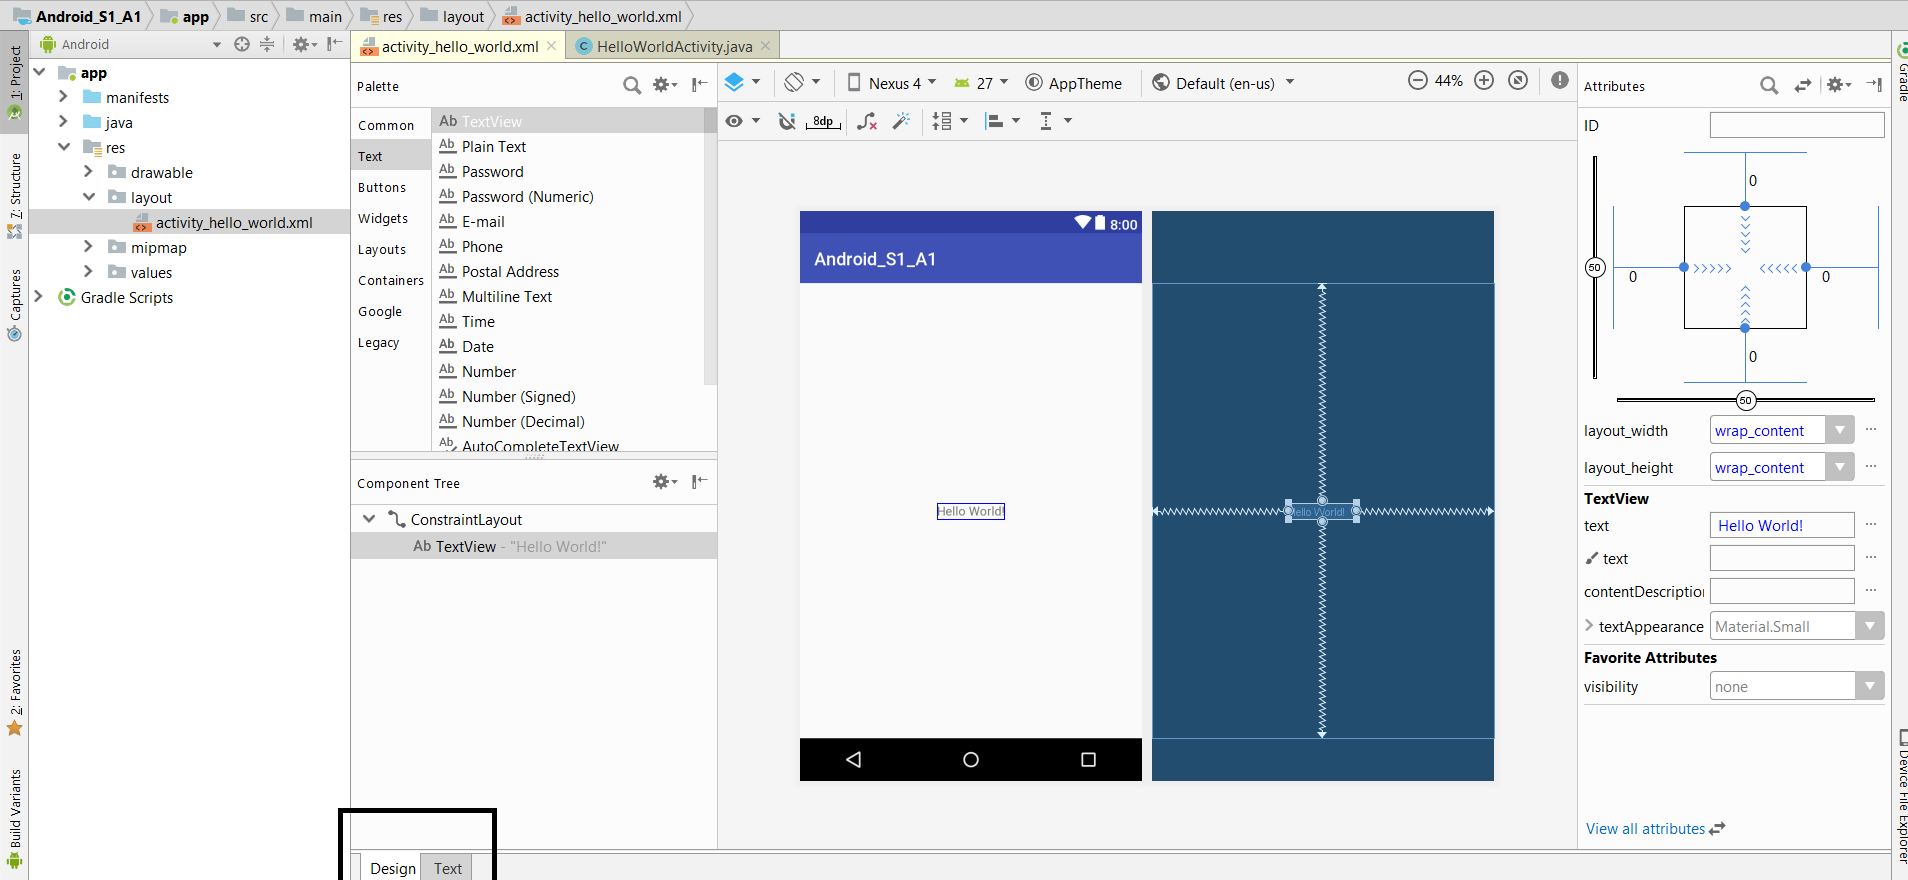 Android_S1_A1 app src main res layout activity_hello_world.xml
Android
activity_hello_world.xml
HelloWorldActivity.java
1: Project
7: Structure
Captures
2: Favorites
Build Variants
app
manifests
java
res
drawable
layout
activity_hello_world.xml
mipmap
values
Gradle Scripts
Palette
Common
Text
Buttons
Widgets
Layouts
Containers
Google
Legacy
Ab TextView
Ab Plain Text
Ab Password
Ab Password (Numeric)
Ab E-mail
Ab Phone
Ab Postal Address
Ab Multiline Text
Ab Time
Ab Date
Ab Number
Ab Number (Signed)
Ab Number (Decimal)
Ab AutoCompleteTextView
Component Tree
ConstraintLayout
Ab TextView - "Hello World!"
Design Text
Nexus 4 27 AppTheme Default (en-us) 44%
8dp
8:00
Android_S1_A1
Hello World!
Hello World!
Attributes
ID
0
0
0
0
50
50
layout_width wrap_content
layout_height wrap_content
TextView
text Hello World!
text
contentDescription
textAppearance Material.Small
Favorite Attributes
visibility none
View all attributes
Gradle
Device File Explorer